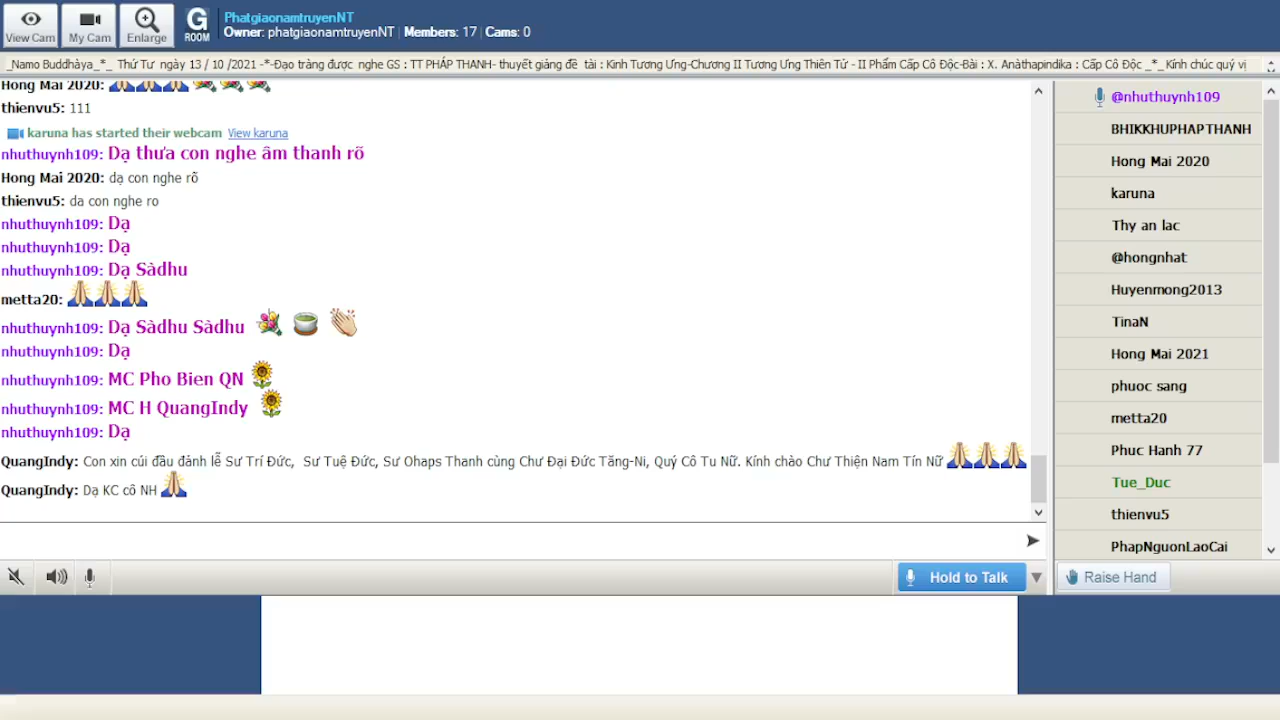 View Cam
My Cam
Enlarge
G
ROOM
PhatgiaonamtruyenNT
Owner: phatgiaonamtruyenNT | Members: 17 | Cams: 0
_Namo Buddhàya_*_ Thứ Tư ngày 13 / 10 /2021 -*-Đạo tràng được nghe GS : TT PHÁP THANH- thuyết giảng đề tài : Kinh Tương Ưng-Chương II Tương Ưng Thiên Tử - II Phẩm Cấp Cô Độc-Bài : X. Anàthapindika : Cấp Cô Độc _*_ Kính chúc quý vị
Hong Mai 2020:
thienvu5: 111
karuna has started their webcam View karuna
nhuthuynh109: Dạ thưa con nghe âm thanh rõ
Hong Mai 2020: dạ con nghe rõ
thienvu5: da con nghe ro
nhuthuynh109: Dạ
nhuthuynh109: Dạ
nhuthuynh109: Dạ Sàdhu
metta20:
nhuthuynh109: Dạ Sàdhu Sàdhu
nhuthuynh109: Dạ
nhuthuynh109: MC Pho Bien QN
nhuthuynh109: MC H QuangIndy
nhuthuynh109: Dạ
QuangIndy: Con xin cúi đầu đảnh lễ Sư Trí Đức, Sư Tuệ Đức, Sư Ohaps Thanh cùng Chư Đại Đức Tăng-Ni, Quý Cô Tu Nữ. Kính chào Chư Thiện Nam Tín Nữ
QuangIndy: Dạ KC cô NH
@nhuthuynh109
BHIKKHUPHAPTHANH
Hong Mai 2020
karuna
Thy an lac
@hongnhat
Huyenmong2013
TinaN
Hong Mai 2021
phuoc sang
metta20
Phuc Hanh 77
Tue_Duc
thienvu5
PhapNguonLaoCai
Hold to Talk
Raise Hand